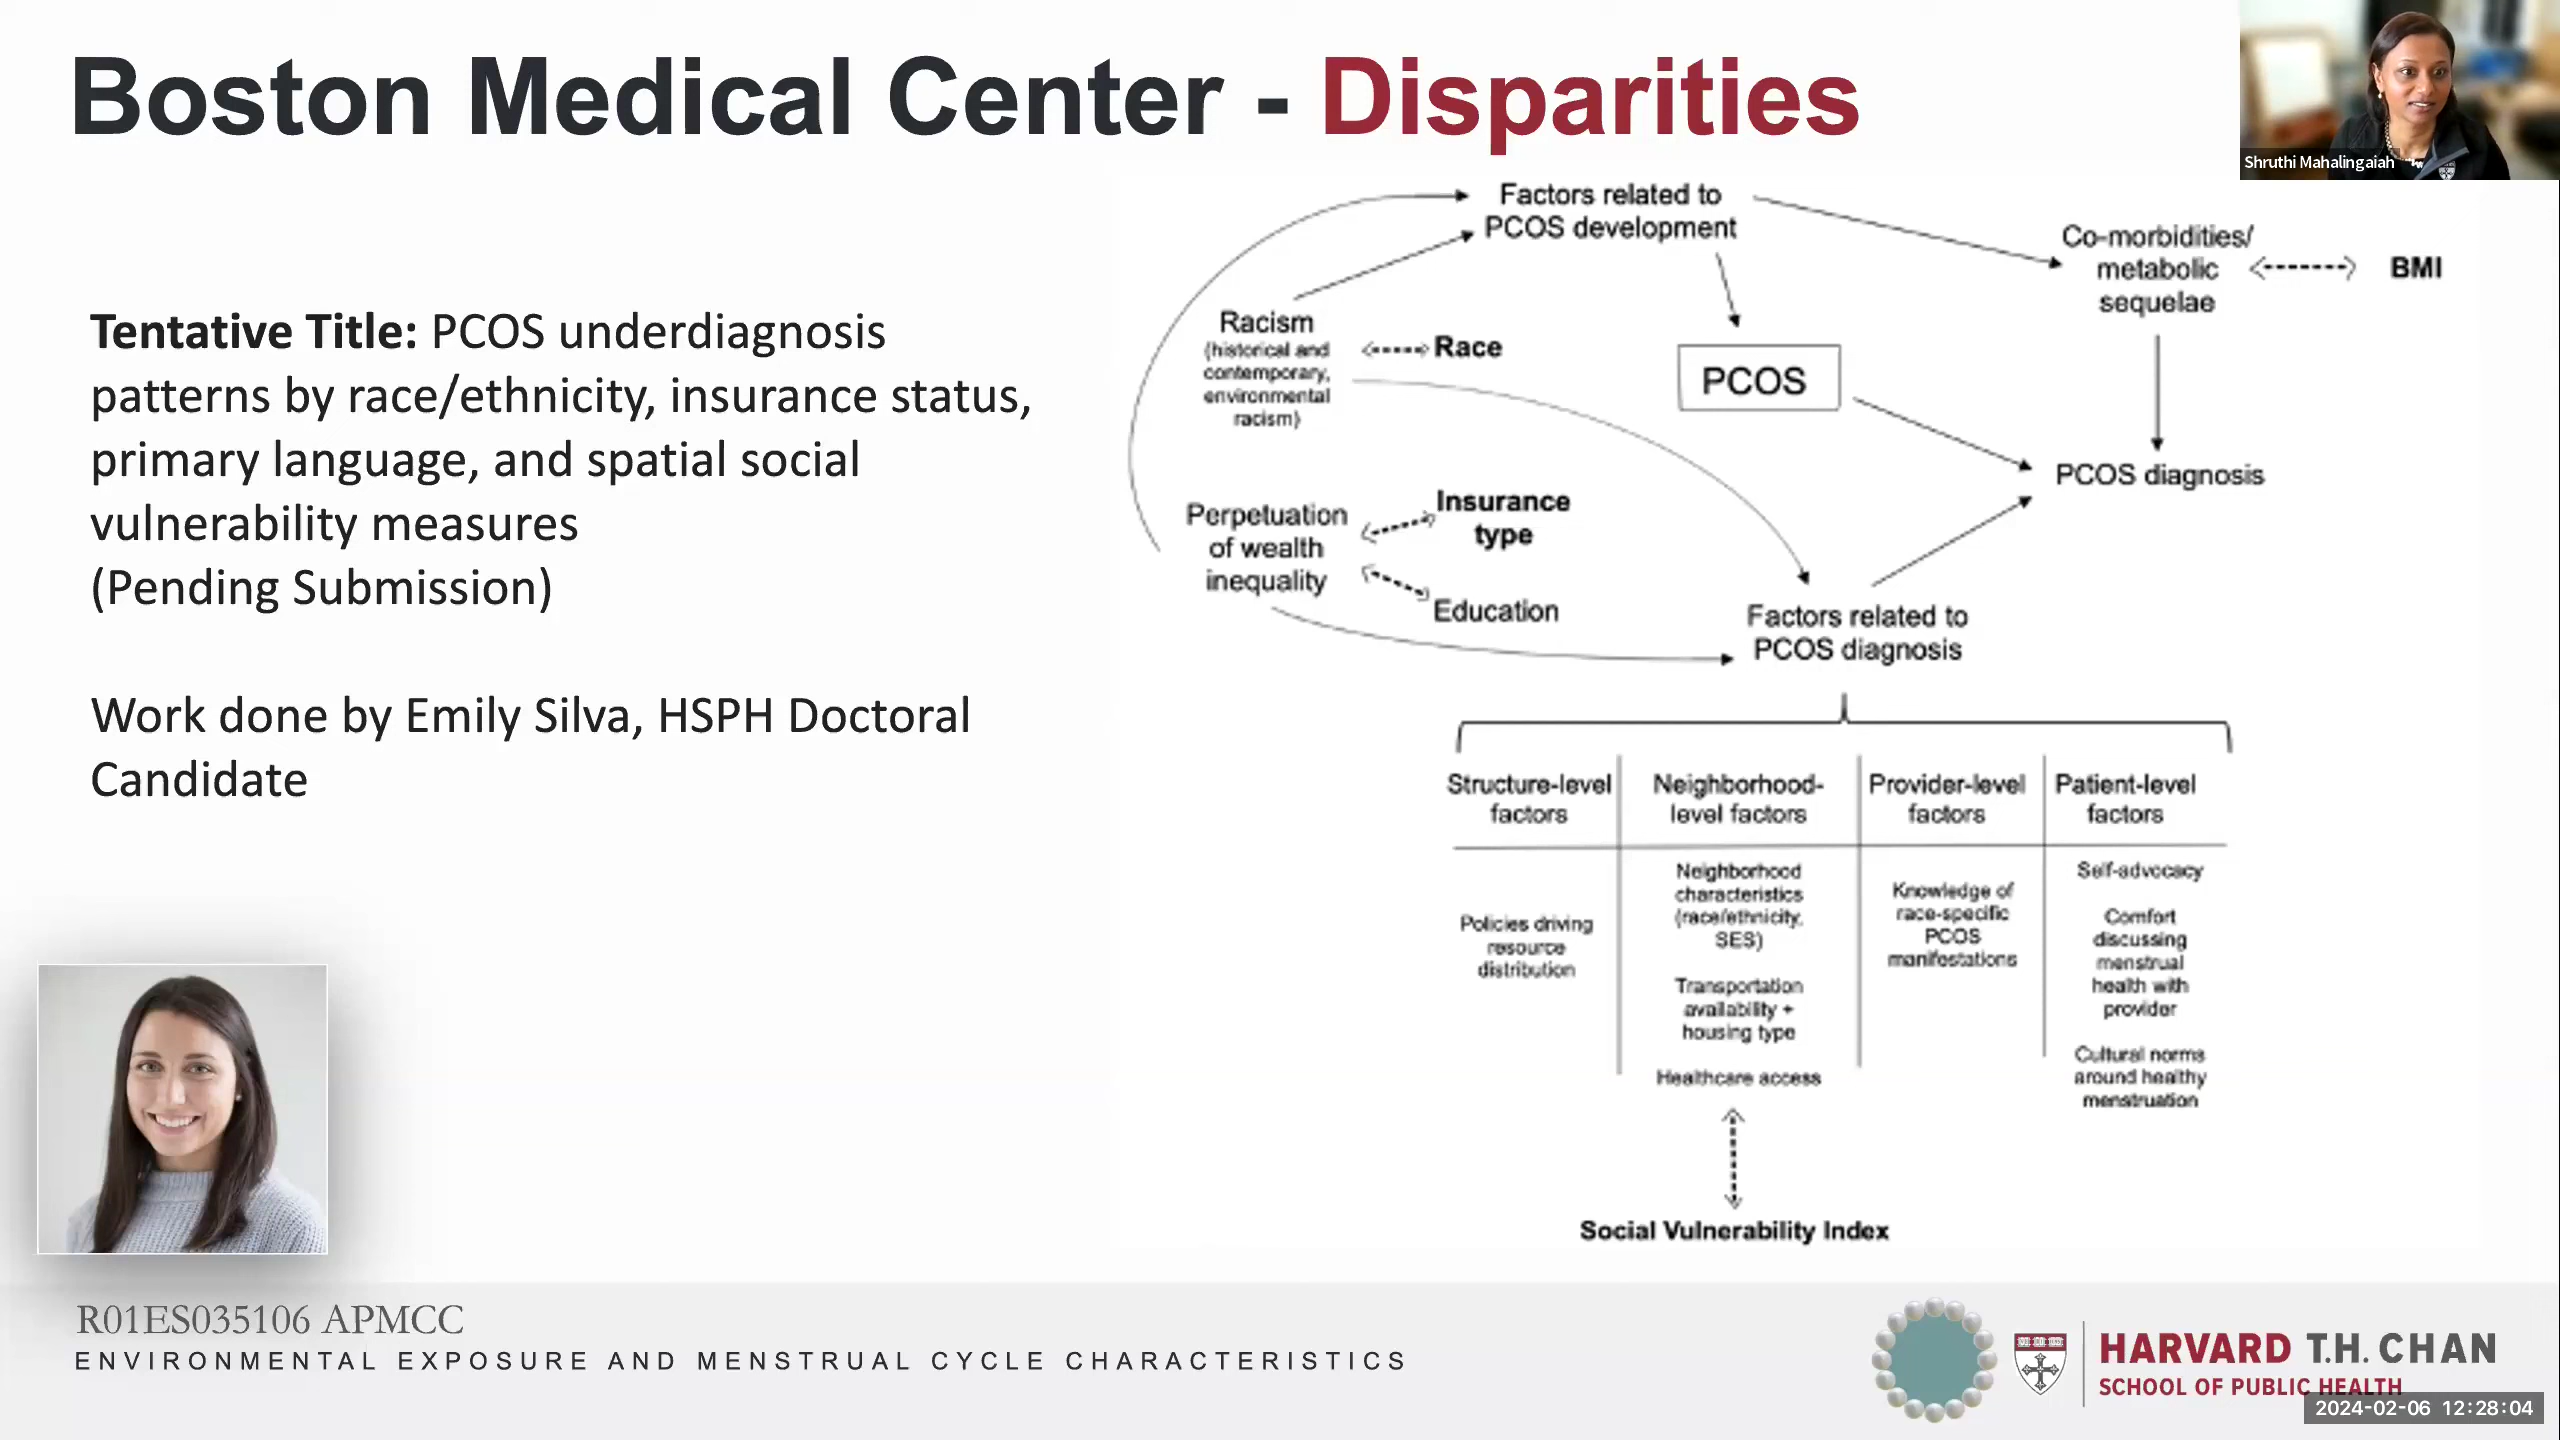 Boston Medical Center - Disparities
Shruthi Mahalingaiah
Tentative Title: PCOS underdiagnosis
patterns by race/ethnicity, insurance status,
primary language, and spatial social
vulnerability measures
(Pending Submission)
Work done by Emily Silva, HSPH Doctoral
Candidate
Factors related to
PCOS development
Co-morbidities/
metabolic
sequelae
BMI
Racism
(historical and
contemporary,
environmental
racism)
Race
PCOS
PCOS diagnosis
Perpetuation
of wealth
inequality
Insurance
type
Education
Factors related to
PCOS diagnosis
Structure-level
factors
Policies driving
resource
distribution
Neighborhood-
level factors
Neighborhood
characteristics
(race/ethnicity,
SES)
Transportation
availability +
housing type
Healthcare access
Provider-level
factors
Knowledge of
race-specific
PCOS
manifestations
Patient-level
factors
Self-advocacy
Comfort
discussing
menstrual
health with
provider
Cultural norms
around healthy
menstruation
Social Vulnerability Index
R01ES035106 APMCC
ENVIRONMENTAL EXPOSURE AND MENSTRUAL CYCLE CHARACTERISTICS
HARVARD T.H. CHAN
SCHOOL OF PUBLIC HEALTH
2024-02-06 12:28:04